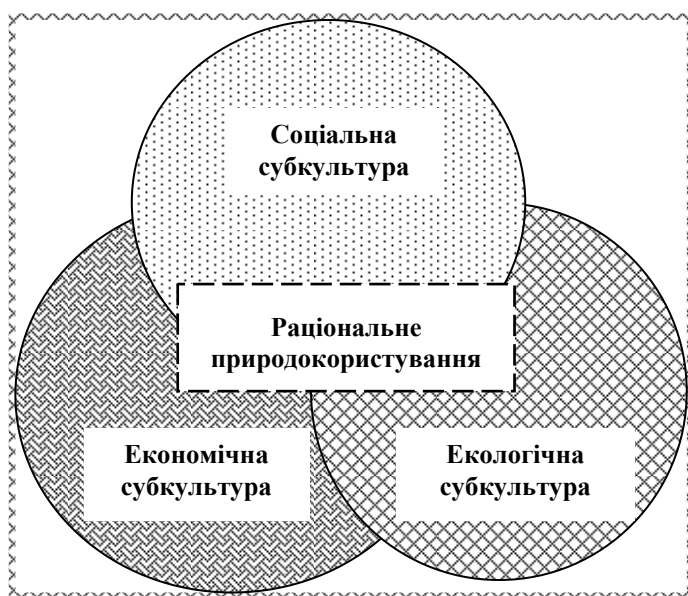 Соціальна
субкультура
Раціональне
природокористування
Економічна
субкультура
Екологічна
субкультура